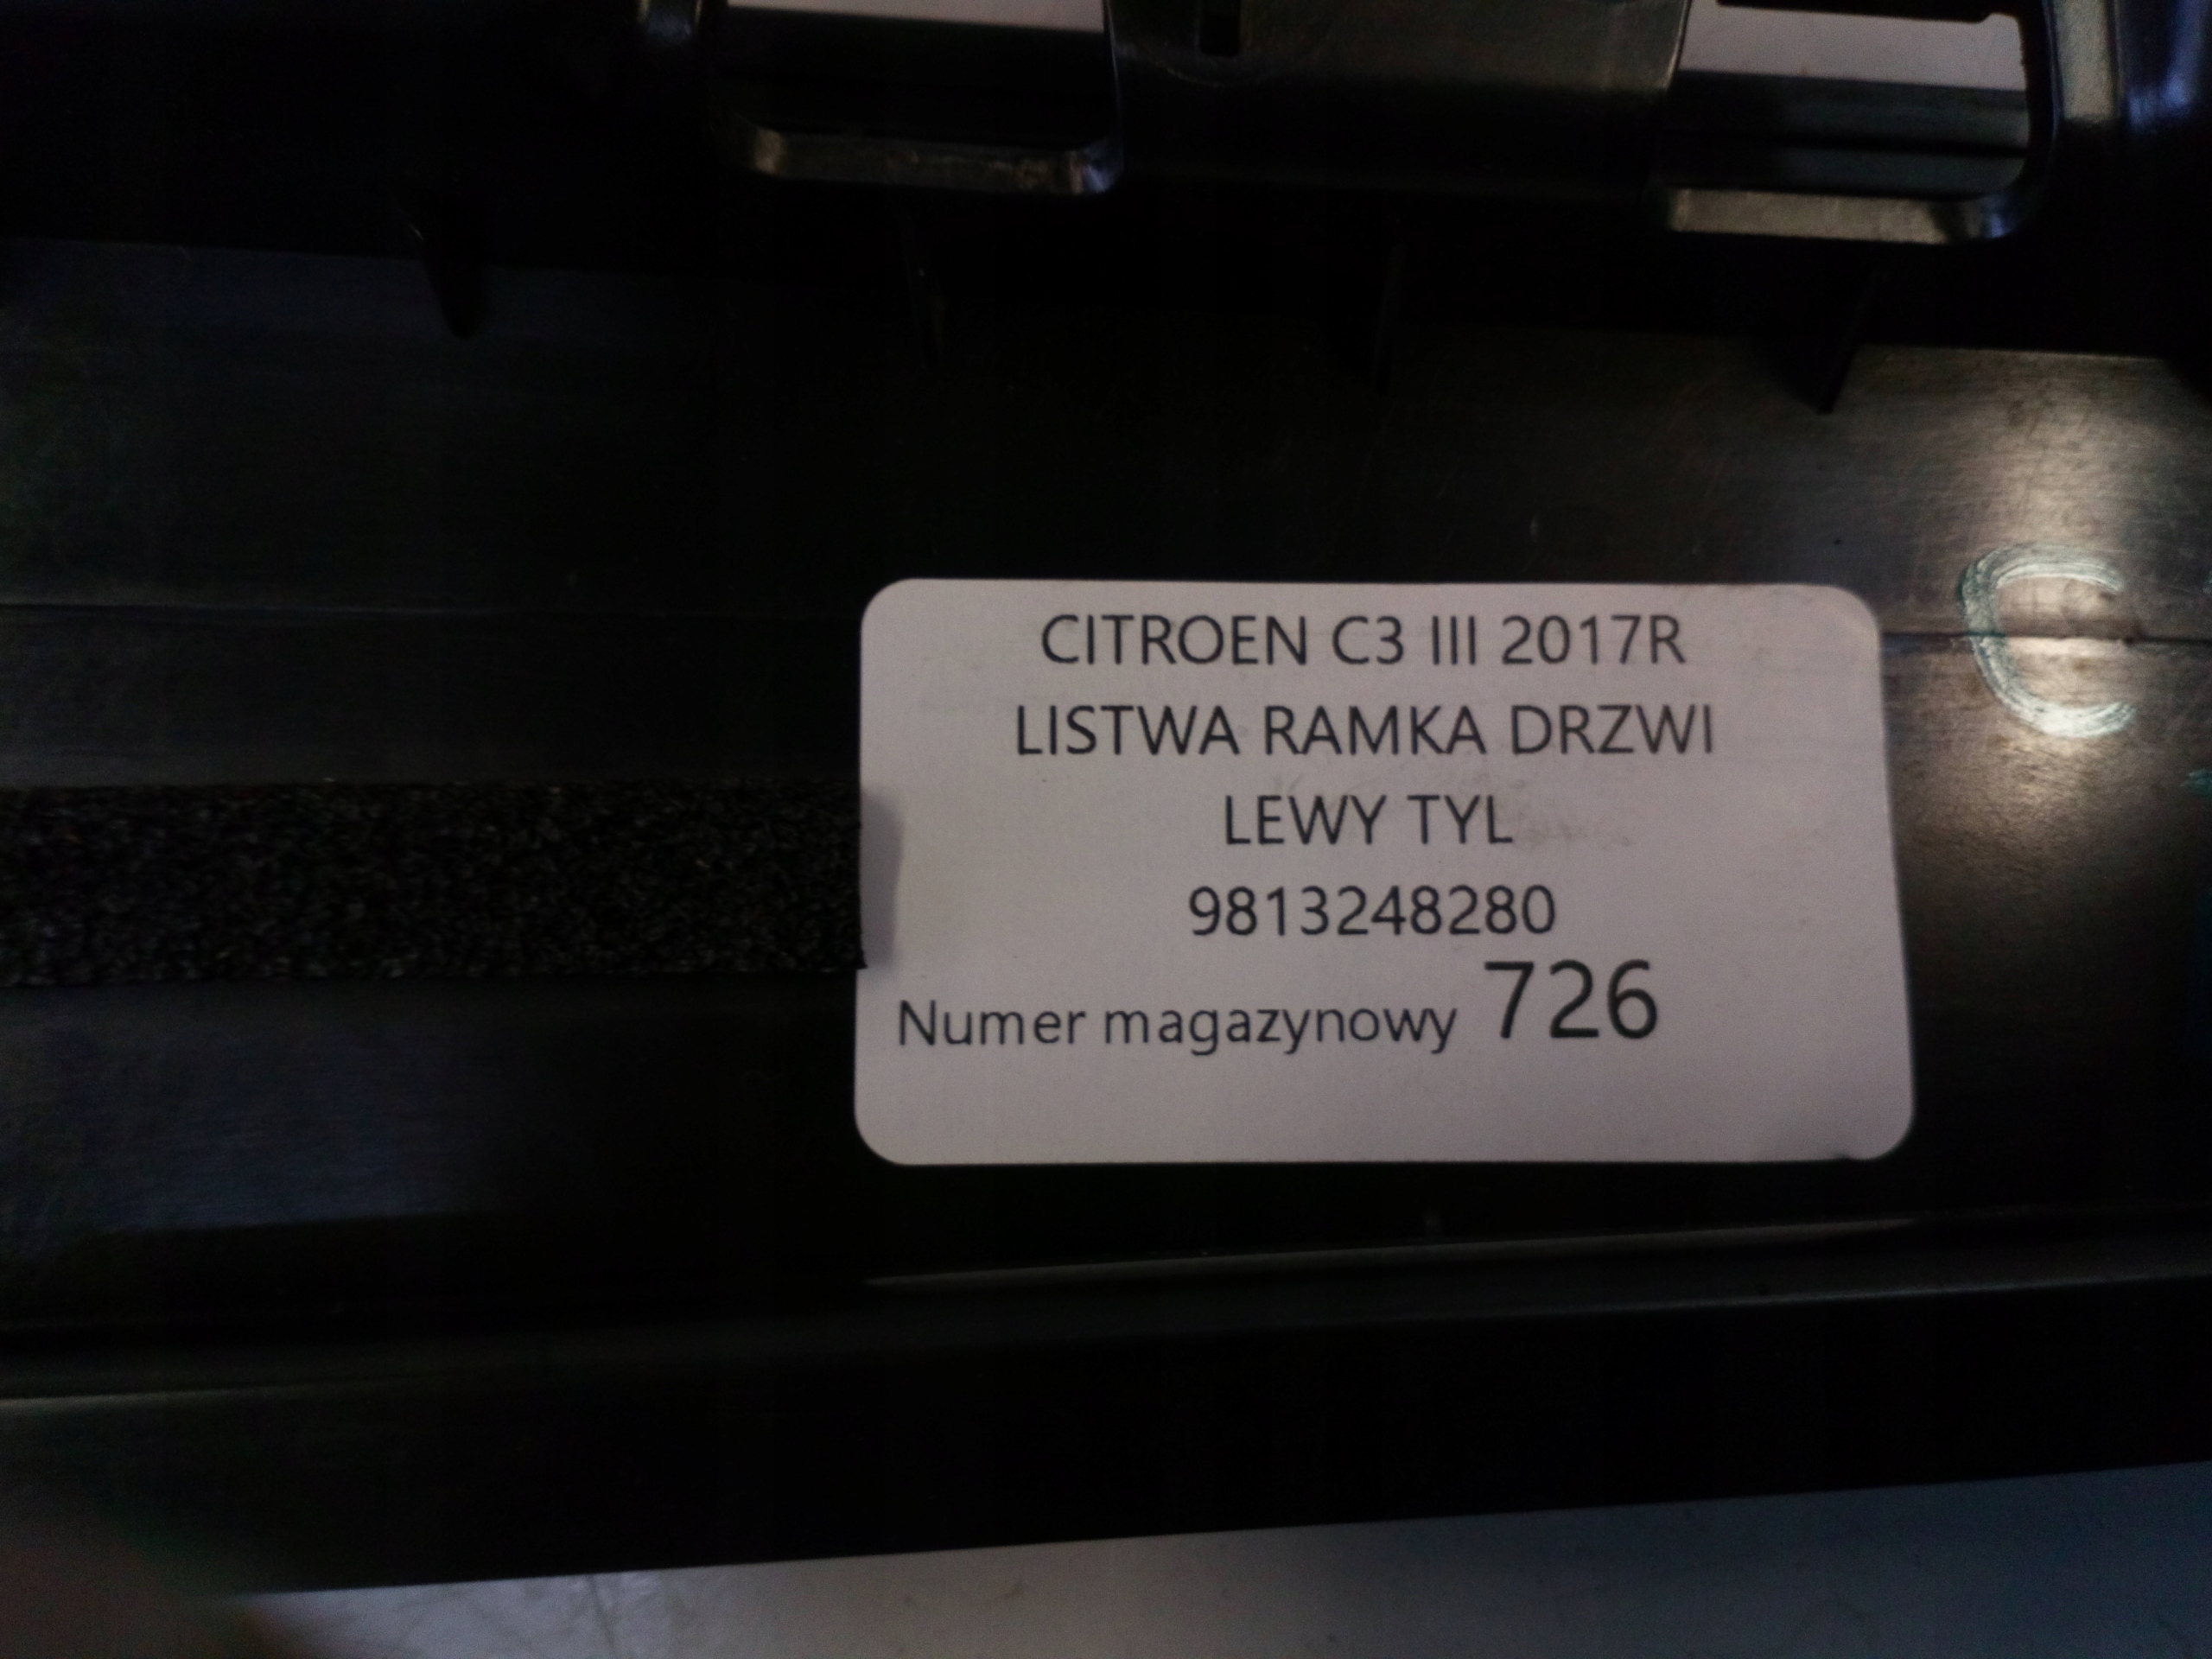 CITROEN C3 III 2017R
LISTWA RAMKA DRZWI
LEWY TYL
9813248280
Numer magazynowy 726
C